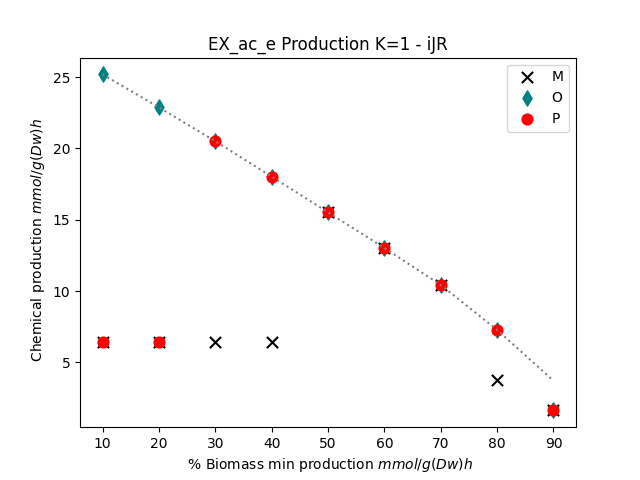 EX_ac_e Production K=1 - iJR
M
O
P
Chemical production mmol/g(Dw)h
25
20
15
10
5
10 20 30 40 50 60 70 80 90
% Biomass min production mmol/g(Dw)h